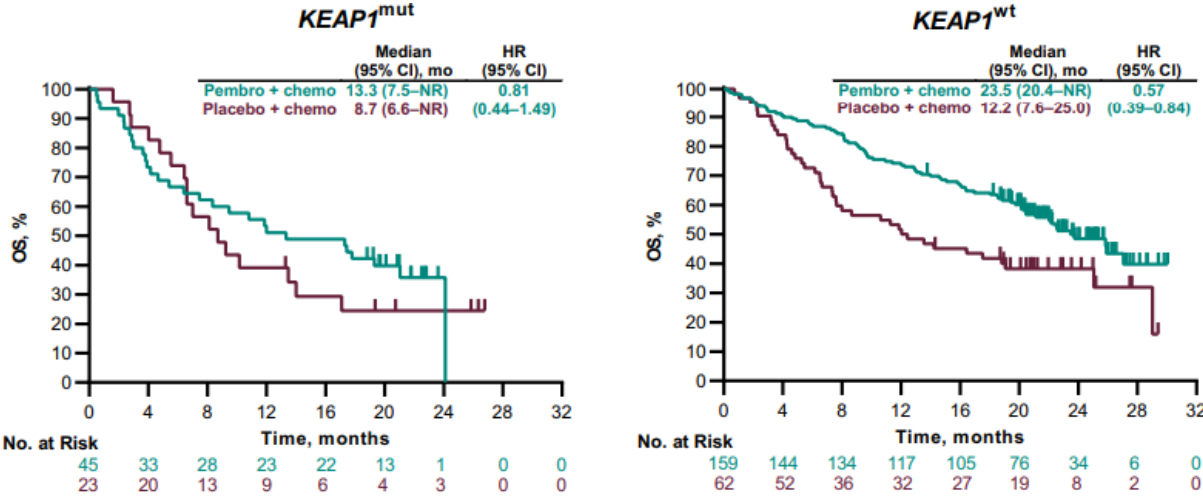 KEAP1mut
Median (95% CI), mo
HR (95% CI)
Pembro + chemo 13.3 (7.5–NR) 0.81
Placebo + chemo 8.7 (6.6–NR) (0.44–1.49)
OS, %
100
90
80
70
60
50
40
30
20
10
0
0 4 8 12 16 20 24 28 32
Time, months
No. at Risk
45 33 28 23 22 13 1 0 0
23 20 13 9 6 4 3 0 0
KEAP1wt
Median (95% CI), mo
HR (95% CI)
Pembro + chemo 23.5 (20.4–NR) 0.57
Placebo + chemo 12.2 (7.6–25.0) (0.39–0.84)
OS, %
100
90
80
70
60
50
40
30
20
10
0
0 4 8 12 16 20 24 28 32
Time, months
No. at Risk
159 144 134 117 105 76 34 6 0
62 52 36 32 27 19 8 2 0